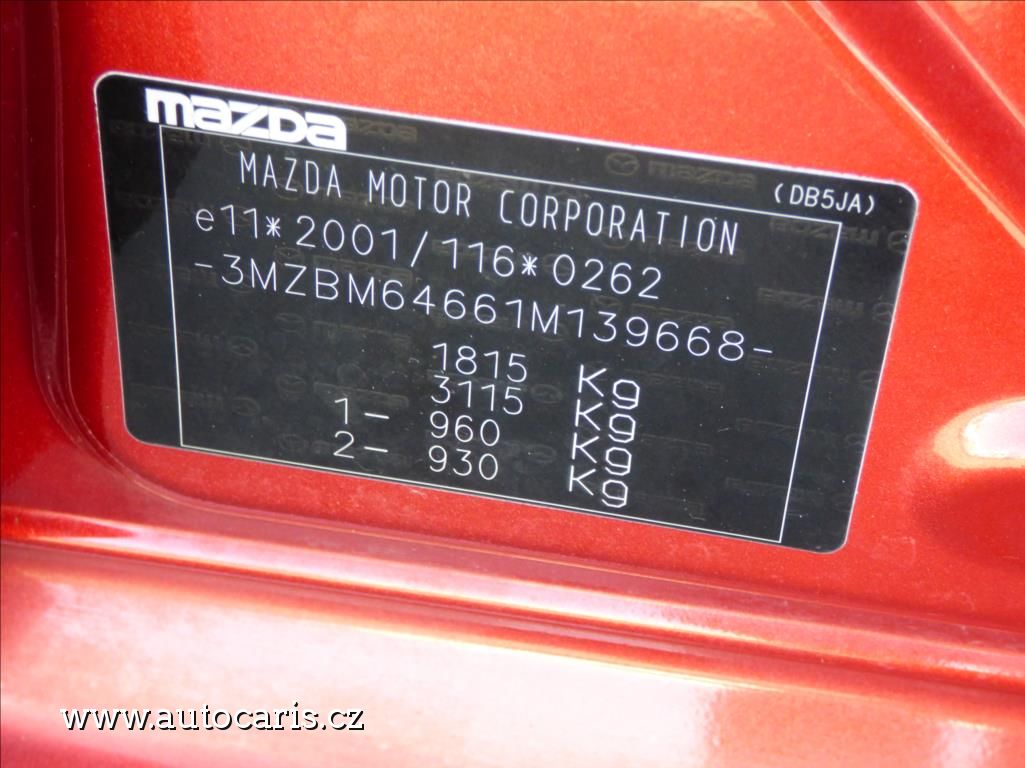 mazda
(DB5JA)
MAZDA MOTOR CORPORATION
e11*2001/116*0262
-3MZBM64661M139668-
1815 Kg
3115 Kg
1- 960 Kg
2- 930 Kg
www.autocaris.cz